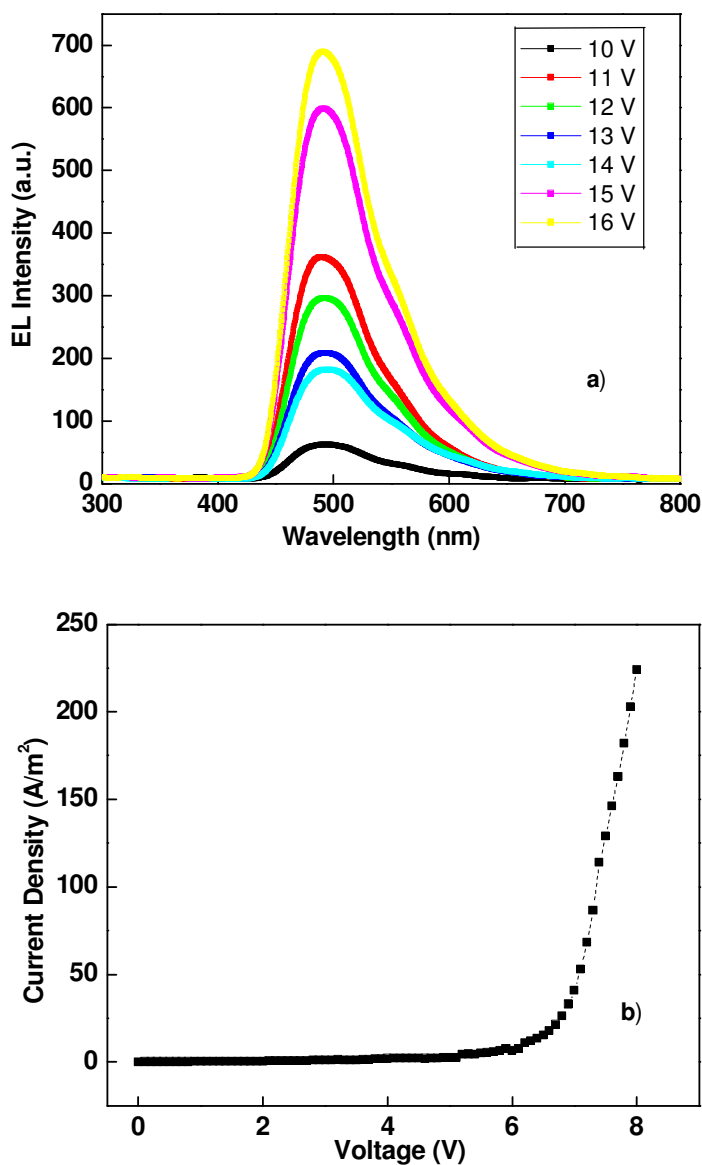 700
600
500
400
300
200
100
0
EL Intensity (a.u.)
10 V
11 V
12 V
13 V
14 V
15 V
16 V
a)
300 400 500 600 700 800
Wavelength (nm)
250
200
150
100
50
0
Current Density (A/m²)
b)
0 2 4 6 8
Voltage (V)